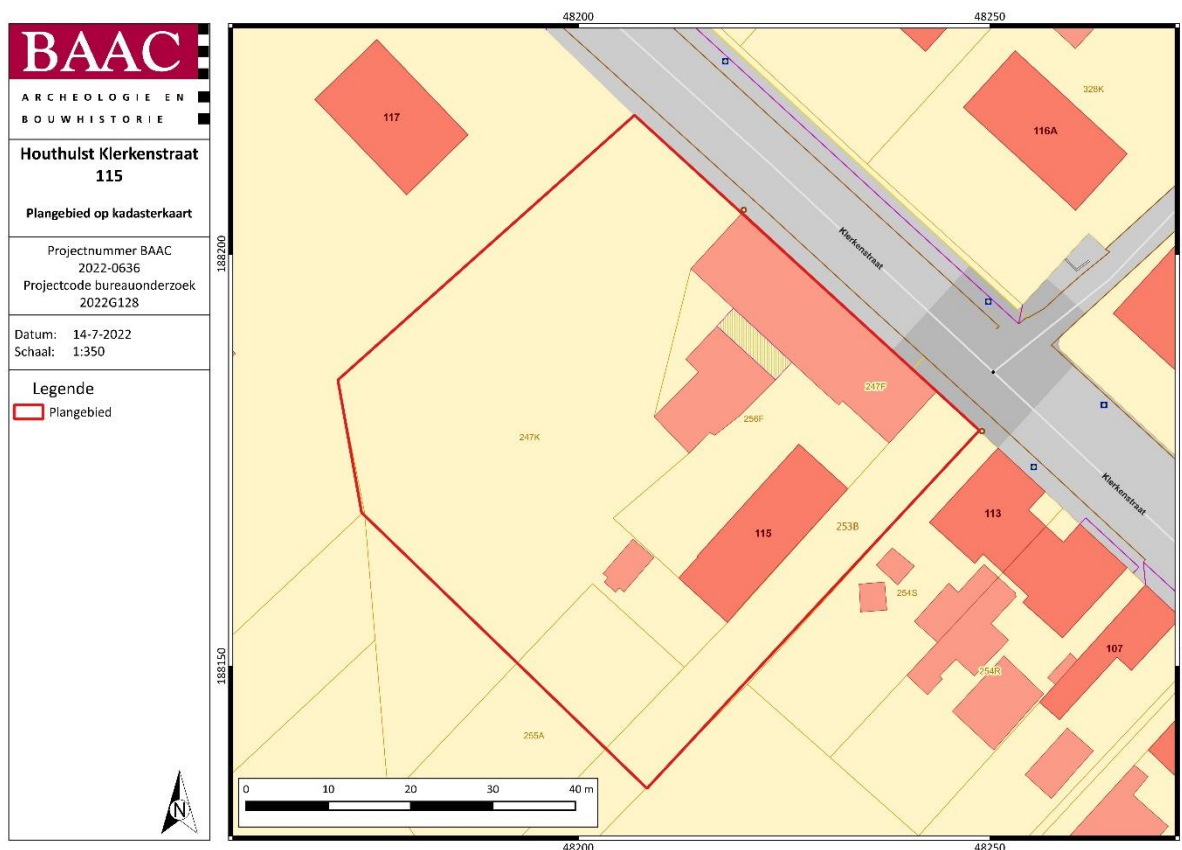 BAAC
ARCHEOLOGIE EN
BOUWHISTORIE
Houthulst Klerkenstraat
115
Plangebied op kadasterkaart
Projectnummer BAAC
2022-0636
Projectcode bureauonderzoek
2022G128
Datum: 14-7-2022
Schaal: 1:350
Legende
Plangebied
N
48200
48250
188200
188150
117
116A
328K
Klerkenstraat
247F
256F
247K
115
253B
113
Klerkenstraat
254S
254R
107
255A
0 10 20 30 40 m
48200
48250